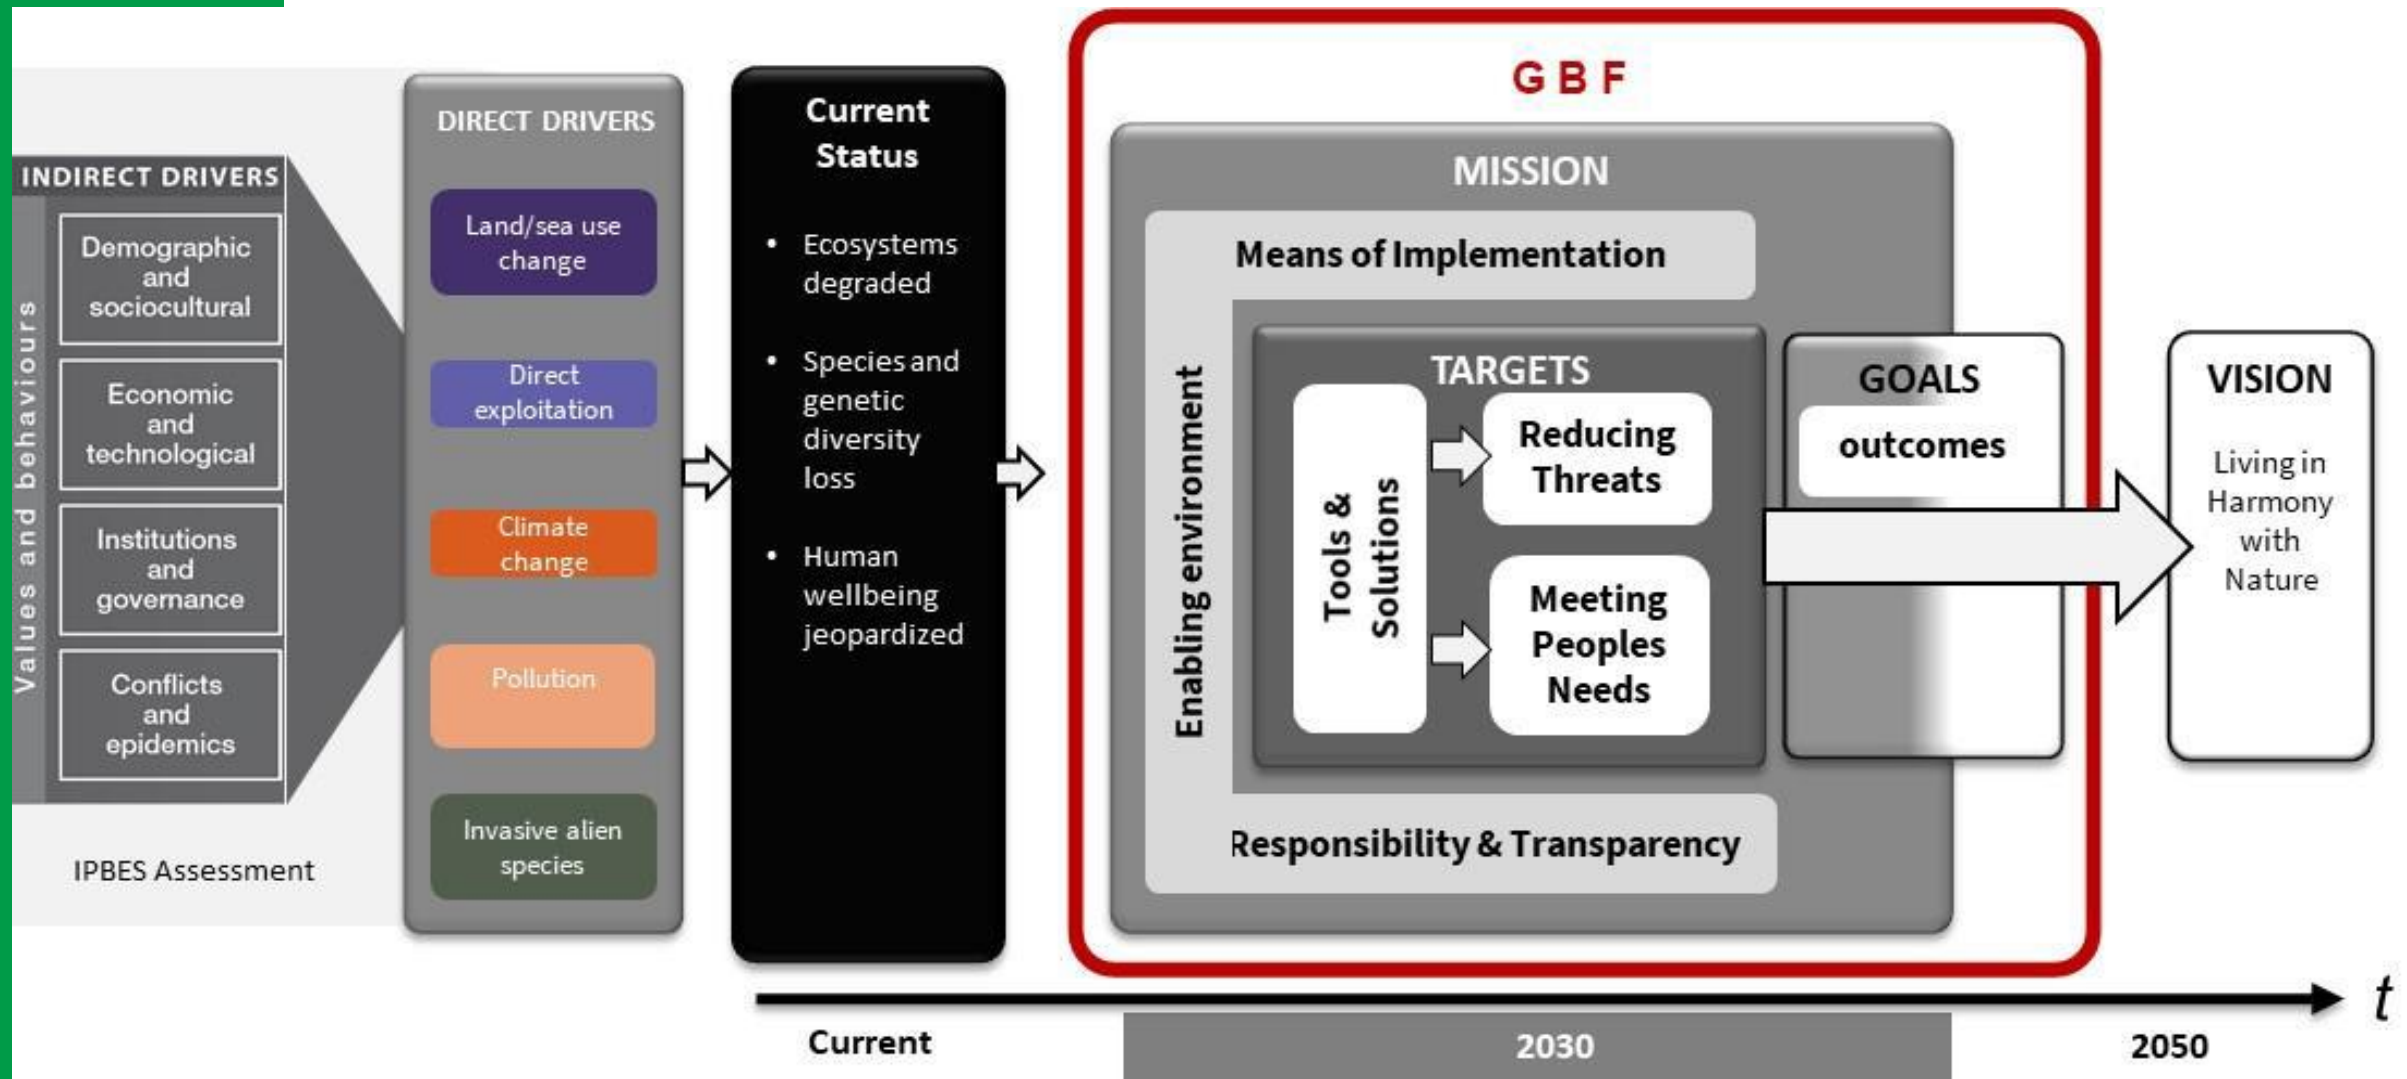 INDIRECT DRIVERS
Values and behaviours
Demographic
and
sociocultural
Economic
and
technological
Institutions
and
governance
Conflicts
and
epidemics
IPBES Assessment
DIRECT DRIVERS
Land/sea use
change
Direct
exploitation
Climate
change
Pollution
Invasive alien
species
Current
Status
• Ecosystems
degraded
• Species and
genetic
diversity
loss
• Human
wellbeing
jeopardized
G B F
MISSION
Means of Implementation
Enabling environment
Responsibility & Transparency
TARGETS
Tools &
Solutions
Reducing
Threats
Meeting
Peoples
Needs
GOALS
outcomes
VISION
Living in
Harmony
with
Nature
t
Current
2030
2050